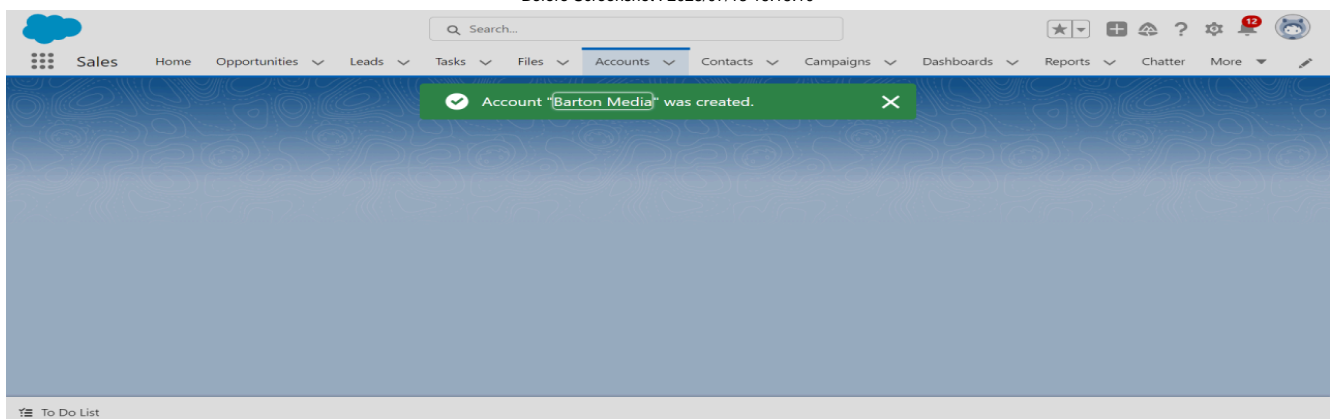 Search...
12
Sales Home Opportunities Leads Tasks Files Accounts Contacts Campaigns Dashboards Reports Chatter More
Account "Barton Media" was created.
To Do List